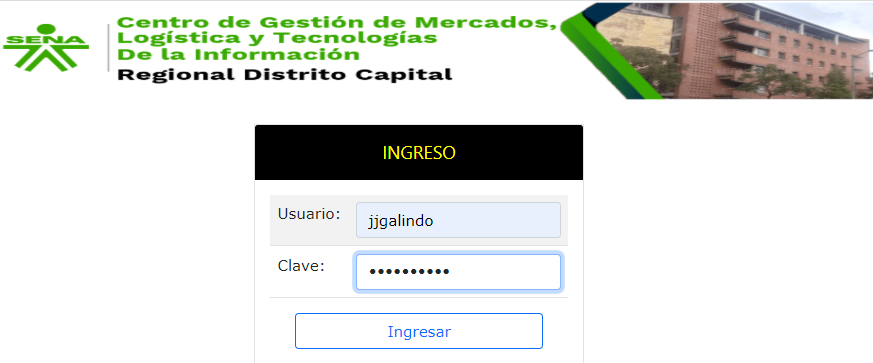 SENA
Centro de Gestión de Mercados,
Logística y Tecnologías
De la Información
Regional Distrito Capital
INGRESO
Usuario: jjgalindo
Clave: ••••••••••
Ingresar